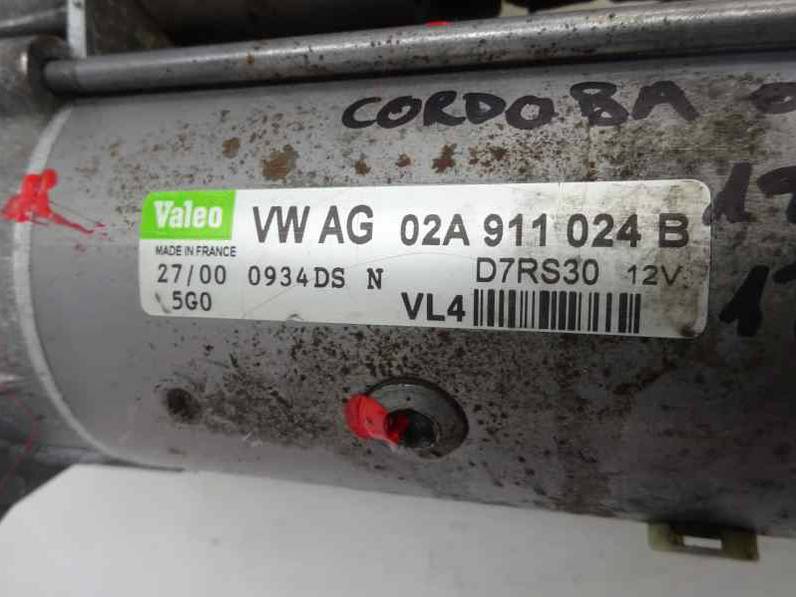 CORDOBA
Valeo VW AG 02A 911 024 B
MADE IN FRANCE
27/00 0934DS N D7RS30 12V
5G0 VL4